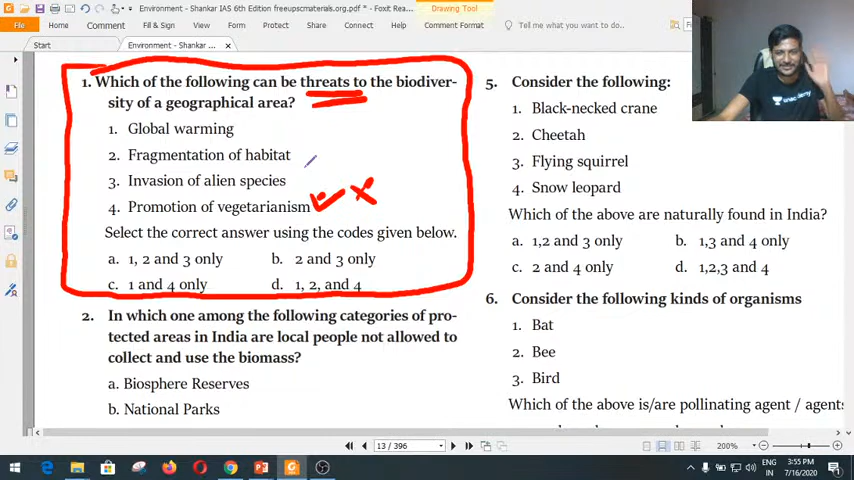 Environment - Shankar IAS 6th Edition freeupscmaterials.org.pdf * - Foxit Rea...
Drawing Tool
File
Home
Comment
Fill & Sign
View
Form
Protect
Share
Help
Comment Format
Tell me what you want to do
Start
Environment - Shankar ...
1. Which of the following can be threats to the biodiver-
sity of a geographical area?
1. Global warming
2. Fragmentation of habitat
3. Invasion of alien species
4. Promotion of vegetarianism
Select the correct answer using the codes given below.
a. 1, 2 and 3 only
b. 2 and 3 only
c. 1 and 4 only
d. 1, 2, and 4
2. In which one among the following categories of pro-
tected areas in India are local people not allowed to
collect and use the biomass?
a. Biosphere Reserves
b. National Parks
5. Consider the following:
1. Black-necked crane
2. Cheetah
3. Flying squirrel
4. Snow leopard
Which of the above are naturally found in India?
a. 1,2 and 3 only
b. 1,3 and 4 only
c. 2 and 4 only
d. 1,2,3 and 4
6. Consider the following kinds of organisms
1. Bat
2. Bee
3. Bird
Which of the above is/are pollinating agent / agents
13 / 396
200%
ENG
IN
3:55 PM
7/16/2020